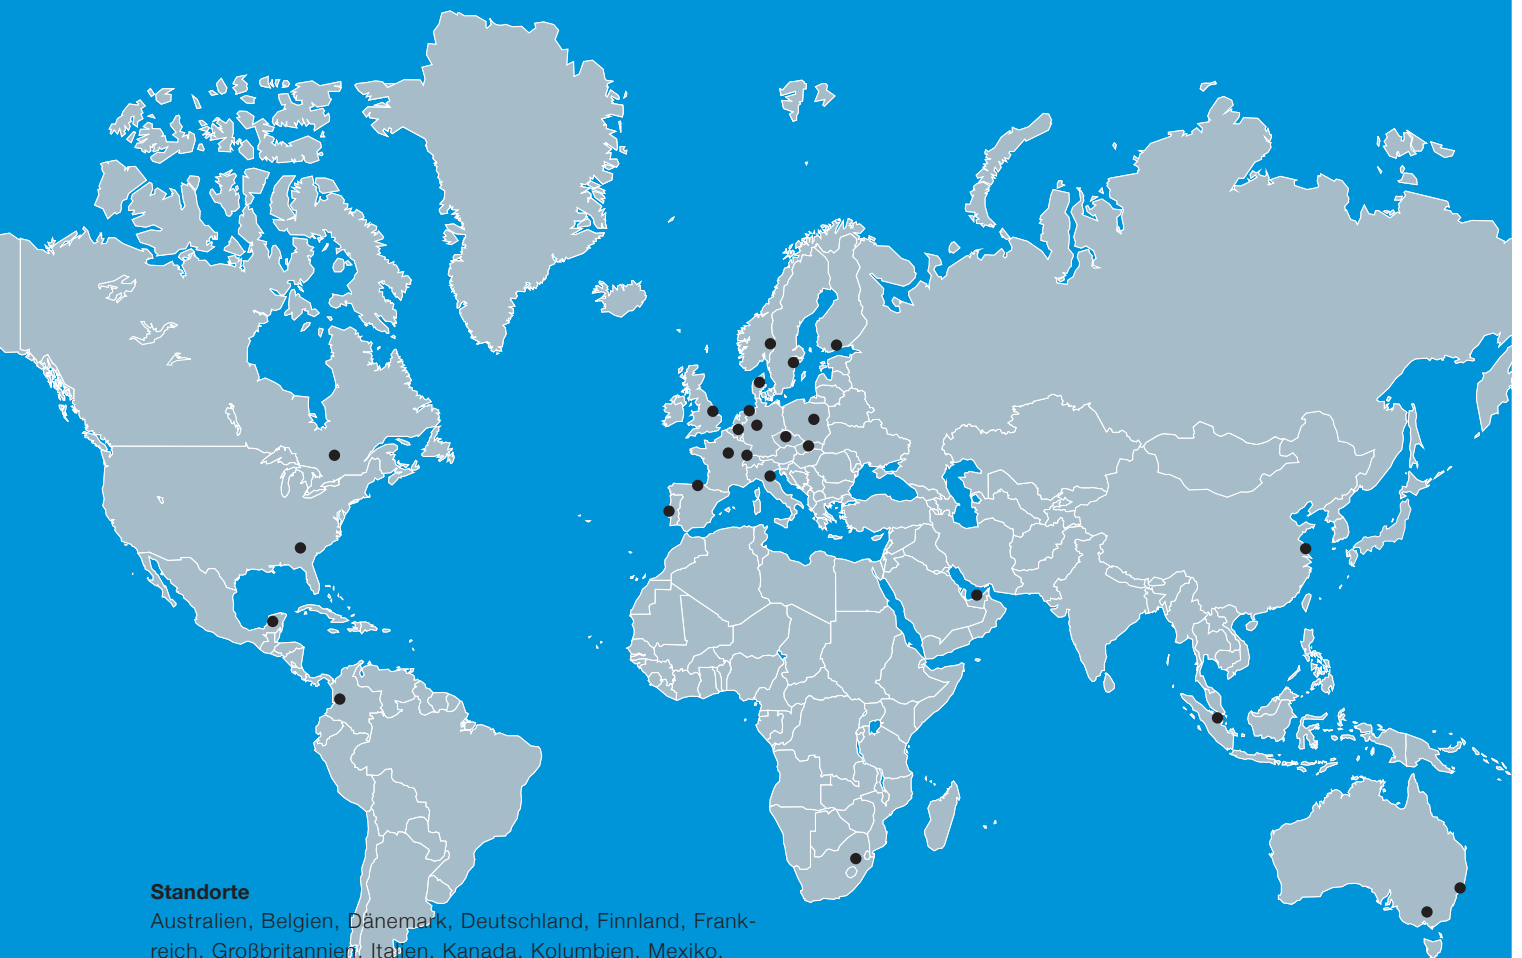 Standorte
Australien, Belgien, Dänemark, Deutschland, Finnland, Frank-
reich, Großbritannien, Italien, Kanada, Kolumbien, Mexiko,